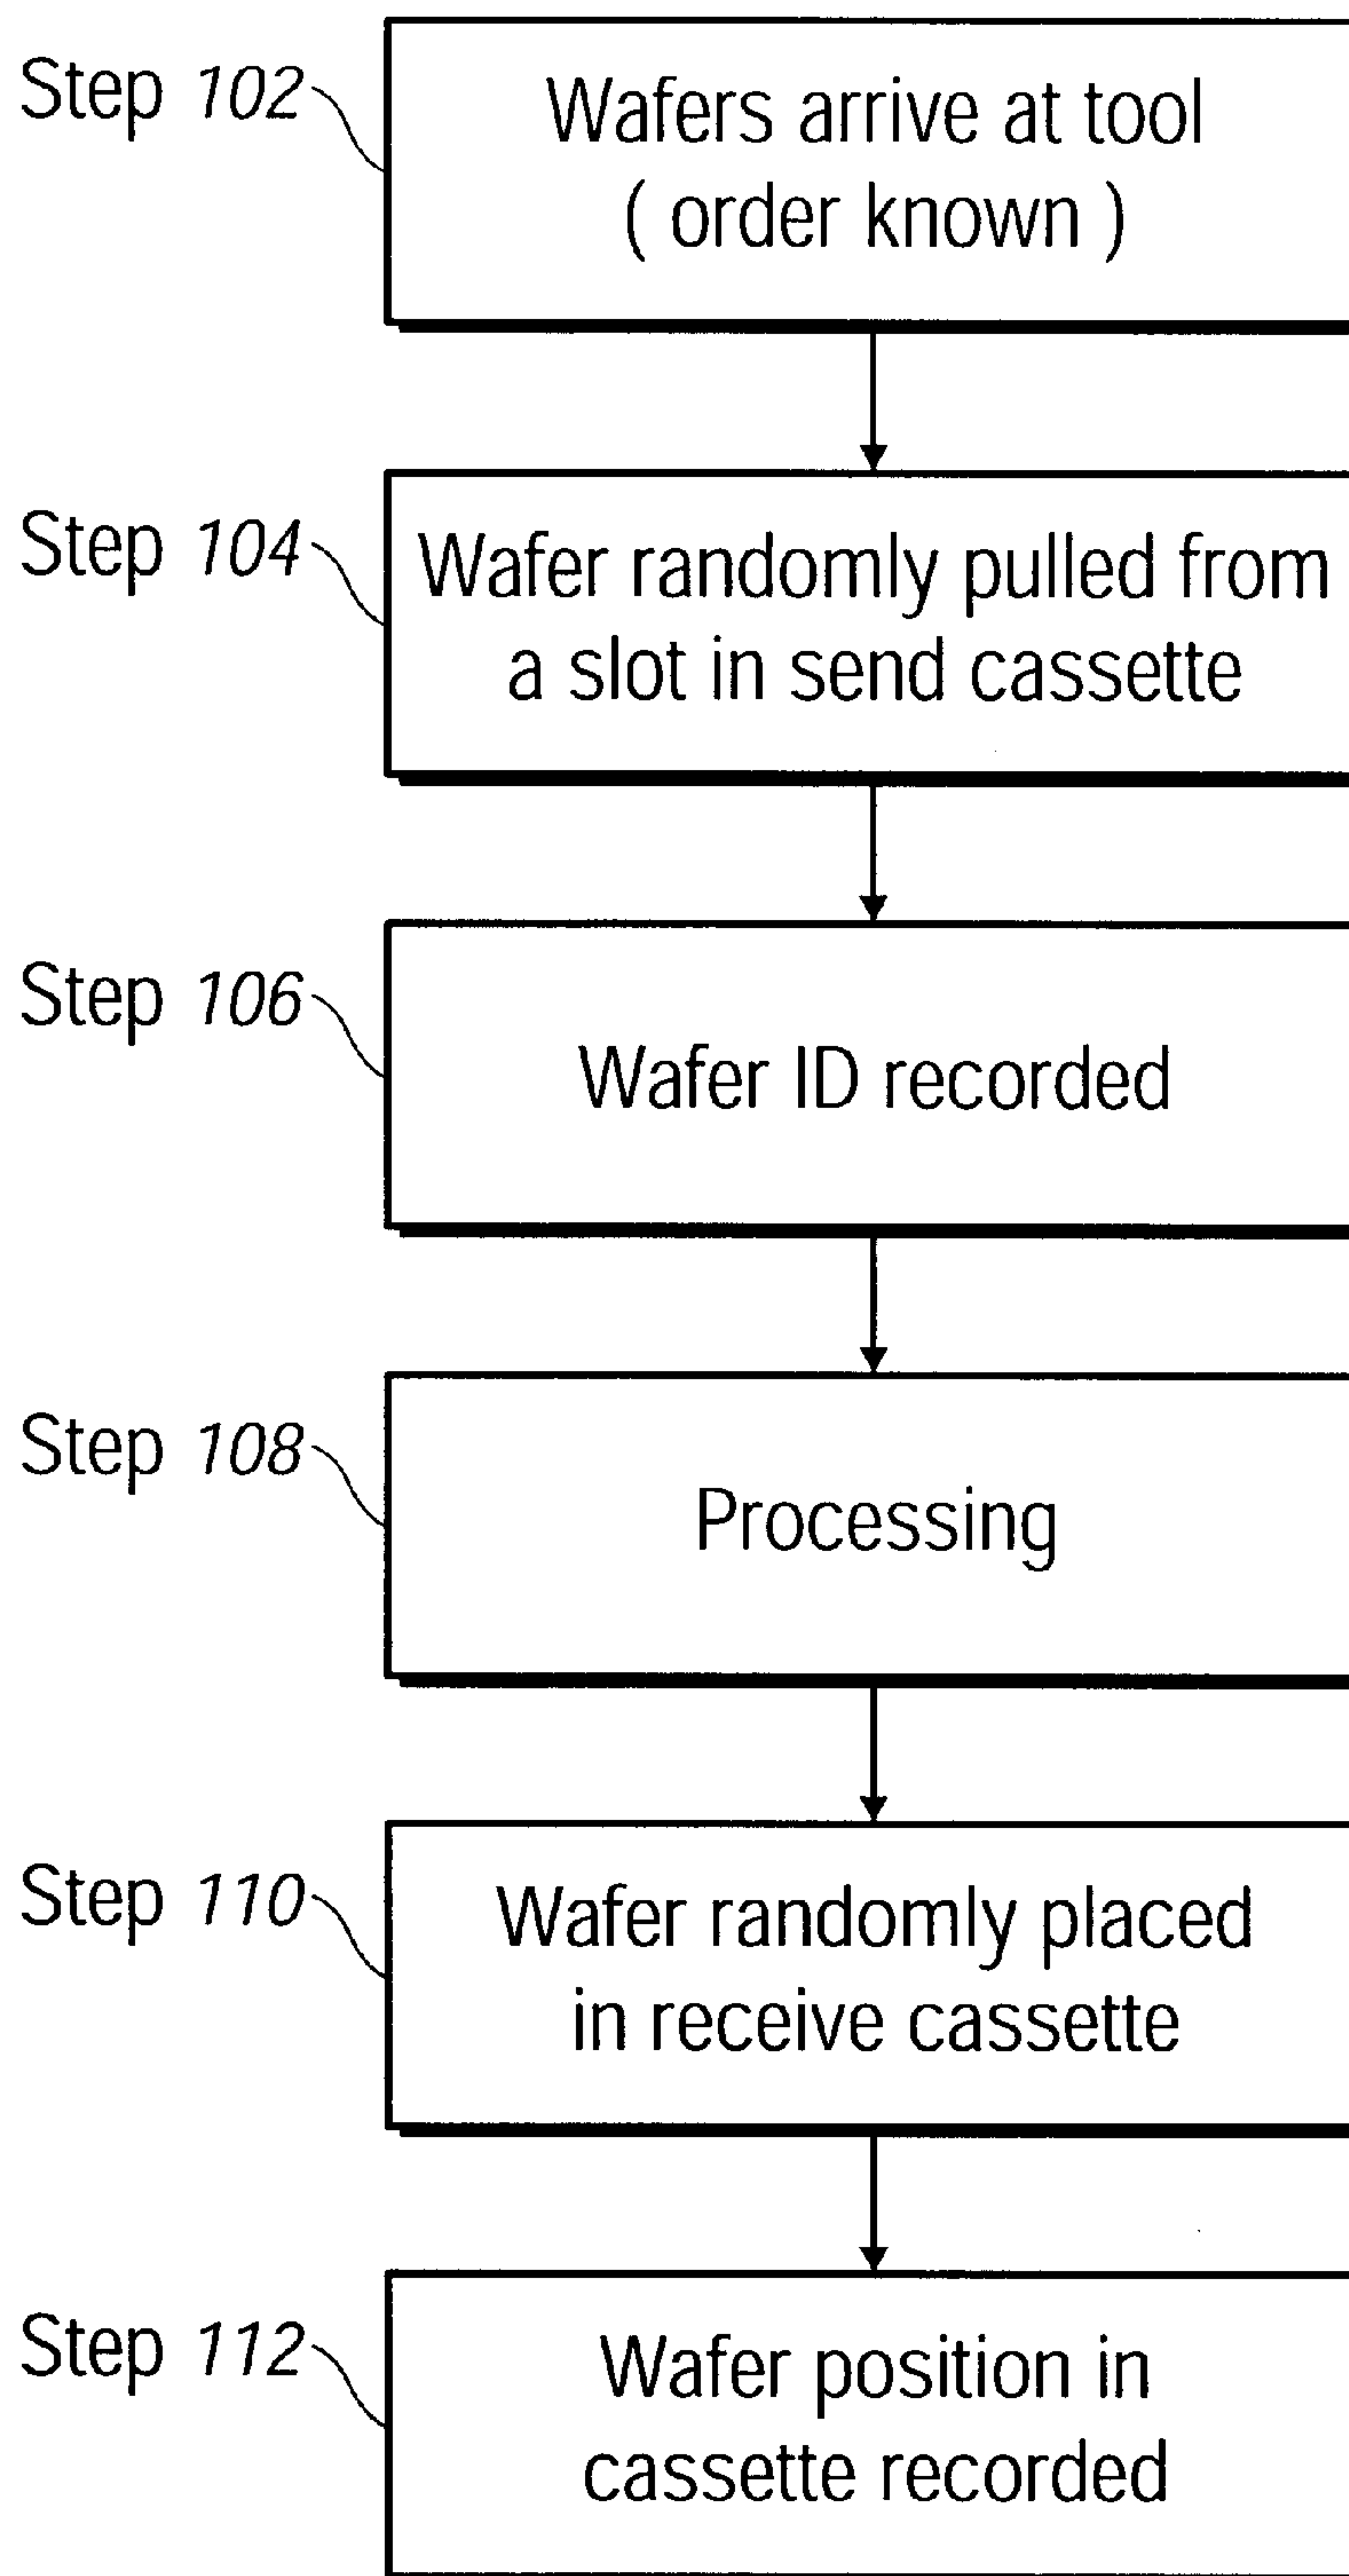 Step 102
Wafers arrive at tool
( order known )
Step 104
Wafer randomly pulled from
a slot in send cassette
Step 106
Wafer ID recorded
Step 108
Processing
Step 110
Wafer randomly placed
in receive cassette
Step 112
Wafer position in
cassette recorded